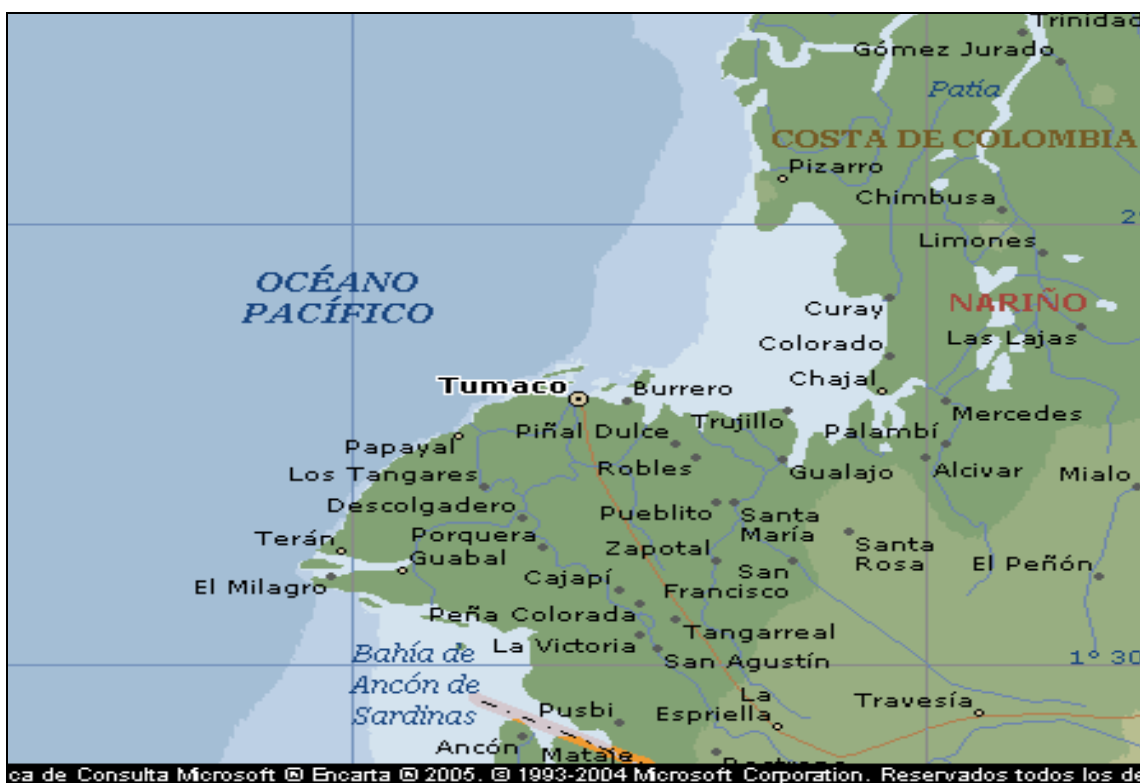 Trinidad
Gómez Jurado
Patía
COSTA DE COLOMBIA
Pizarro
Chimbusa
2
Limones
OCÉANO
PACÍFICO
NARIÑO
Curay
Las Lajas
Colorado
Chajal
Tumaco
Burrero
Mercedes
Trujillo
Piñal Dulce
Palambí
Papayal
Robles
Gualajo
Alcivar
Mialo
Los Tangares
Descolgadero
Pueblito
Santa
María
Porquera
Terán
Zapotal
Santa
Rosa
Guabal
El Peñón
San
Francisco
El Milagro
Cajapí
Peña Colorada
Tangarreal
La Victoria
Bahía de
Ancón de
Sardinas
San Agustín
1° 30
La
Espriella
Travesía
Pusbi
Ancón
Mataje
ca de Consulta Microsoft ® Encarta ® 2005. © 1993-2004 Microsoft Corporation. Reservados todos los d